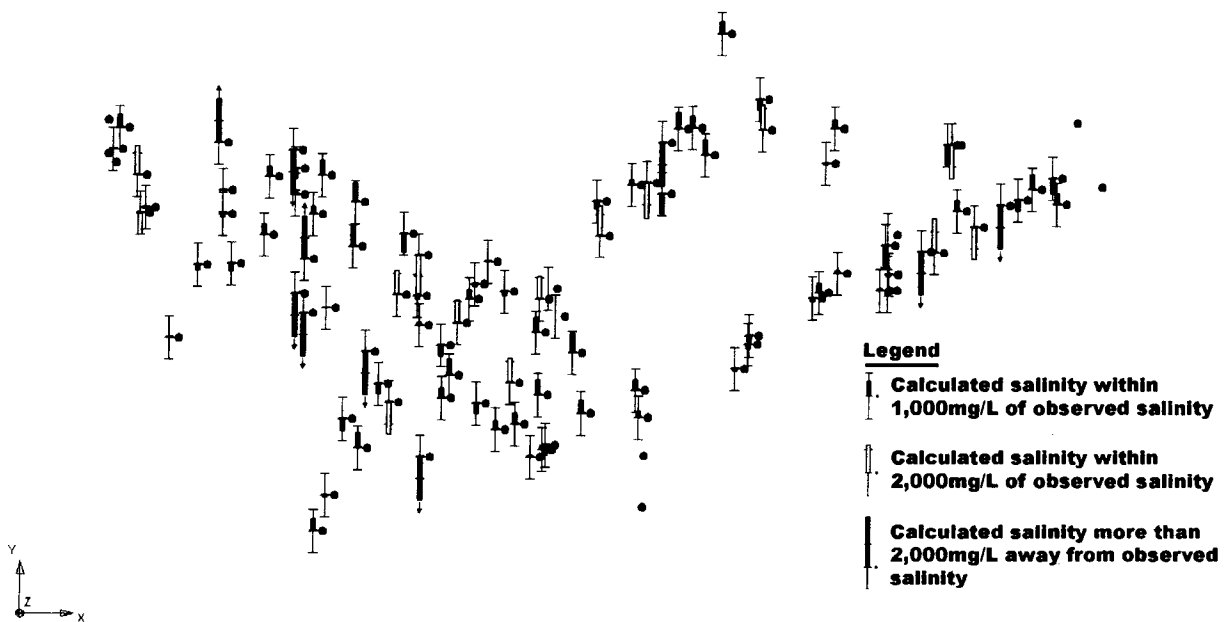 Legend
Calculated salinity within
1,000mg/L of observed salinity
Calculated salinity within
2,000mg/L of observed salinity
Calculated salinity more than
2,000mg/L away from observed
salinity
Y
Z
X